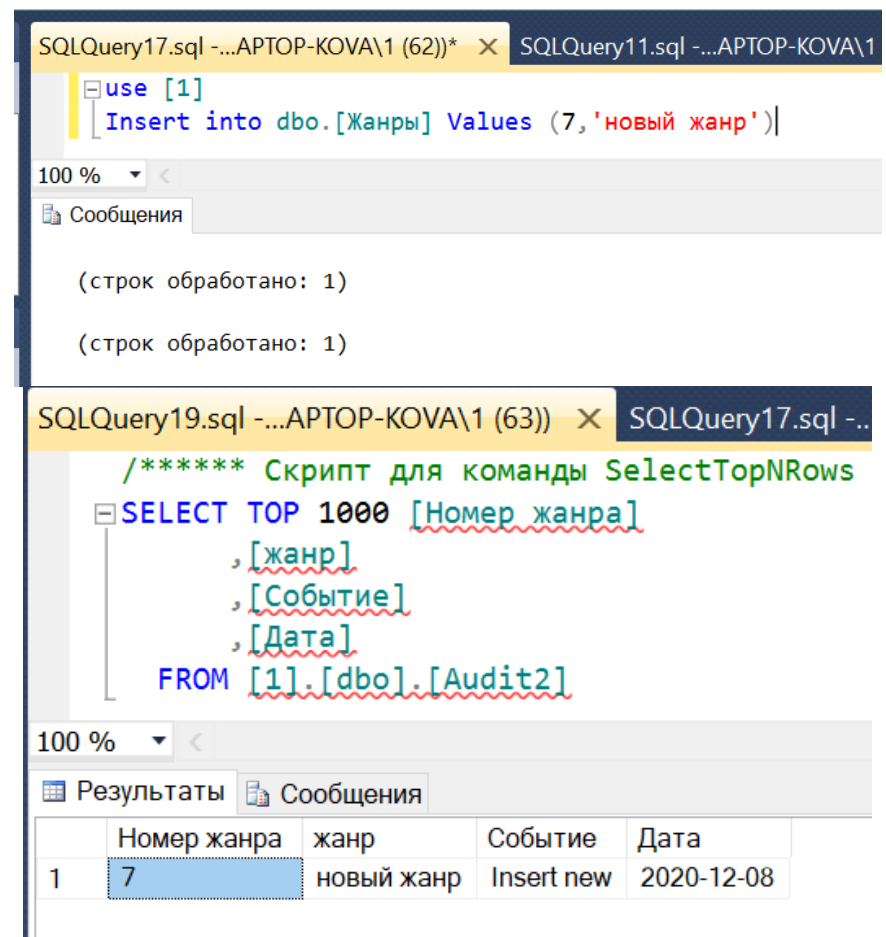 SQLQuery17.sql -...APTOP-KOVA\1 (62))* SQLQuery11.sql -...APTOP-KOVA\1
use [1]
Insert into dbo.[Жанры] Values (7,'новый жанр')
100 %
Сообщения
(строк обработано: 1)
(строк обработано: 1)
SQLQuery19.sql -...APTOP-KOVA\1 (63)) SQLQuery17.sql -..
/****** Скрипт для команды SelectTopNRows
SELECT TOP 1000 [Номер жанра]
,[жанр]
,[Событие]
,[Дата]
FROM [1].[dbo].[Audit2]
100 %
Результаты Сообщения
Номер жанра жанр Событие Дата
1 7 новый жанр Insert new 2020-12-08